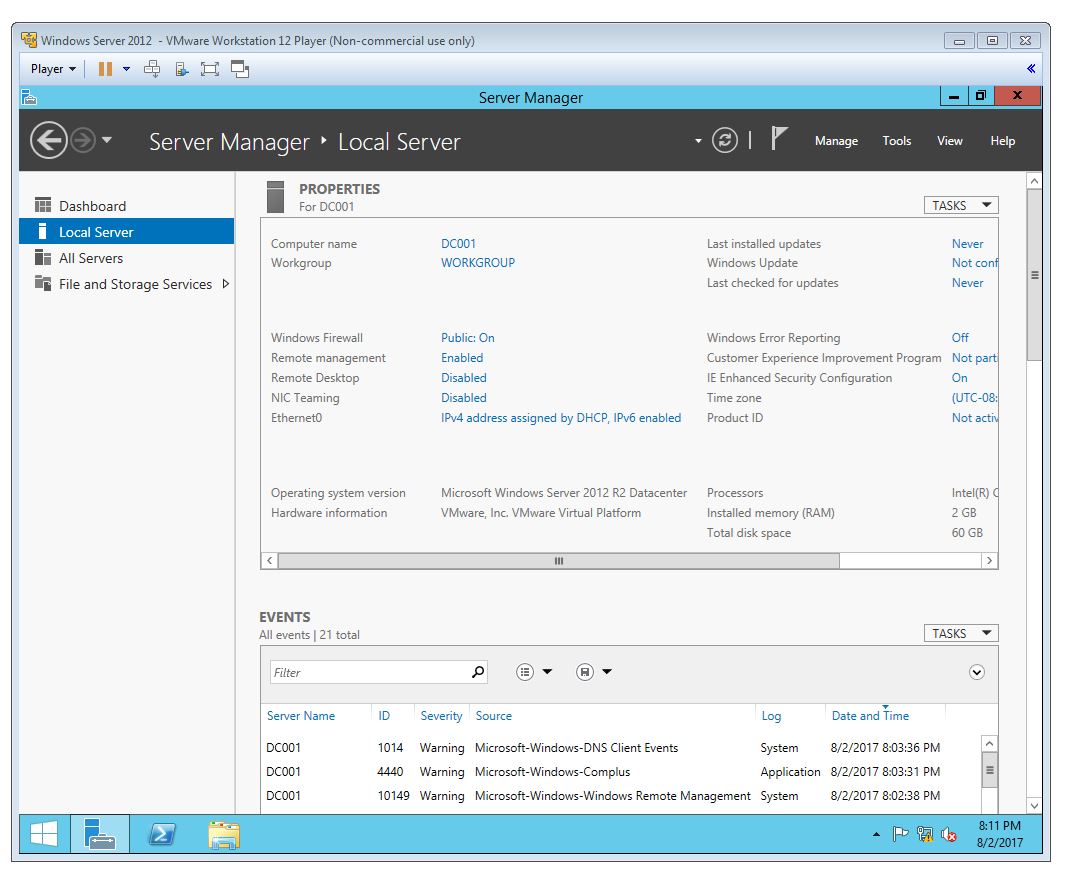 Windows Server 2012 - VMware Workstation 12 Player (Non-commercial use only)
Player
Server Manager
Server Manager Local Server
Manage Tools View Help
Dashboard
Local Server
All Servers
File and Storage Services
PROPERTIES
For DC001
TASKS
Computer name DC001 Last installed updates Never
Workgroup WORKGROUP Windows Update Not conf
Last checked for updates Never
Windows Firewall Public: On Windows Error Reporting Off
Remote management Enabled Customer Experience Improvement Program Not parti
Remote Desktop Disabled IE Enhanced Security Configuration On
NIC Teaming Disabled Time zone (UTC-08:
Ethernet0 IPv4 address assigned by DHCP, IPv6 enabled Product ID Not activ
Operating system version Microsoft Windows Server 2012 R2 Datacenter Processors Intel(R) C
Hardware information VMware, Inc. VMware Virtual Platform Installed memory (RAM) 2 GB
Total disk space 60 GB
EVENTS
All events | 21 total
TASKS
Filter
Server Name ID Severity Source Log Date and Time
DC001 1014 Warning Microsoft-Windows-DNS Client Events System 8/2/2017 8:03:36 PM
DC001 4440 Warning Microsoft-Windows-Complus Application 8/2/2017 8:03:31 PM
DC001 10149 Warning Microsoft-Windows-Windows Remote Management System 8/2/2017 8:02:38 PM
8:11 PM
8/2/2017